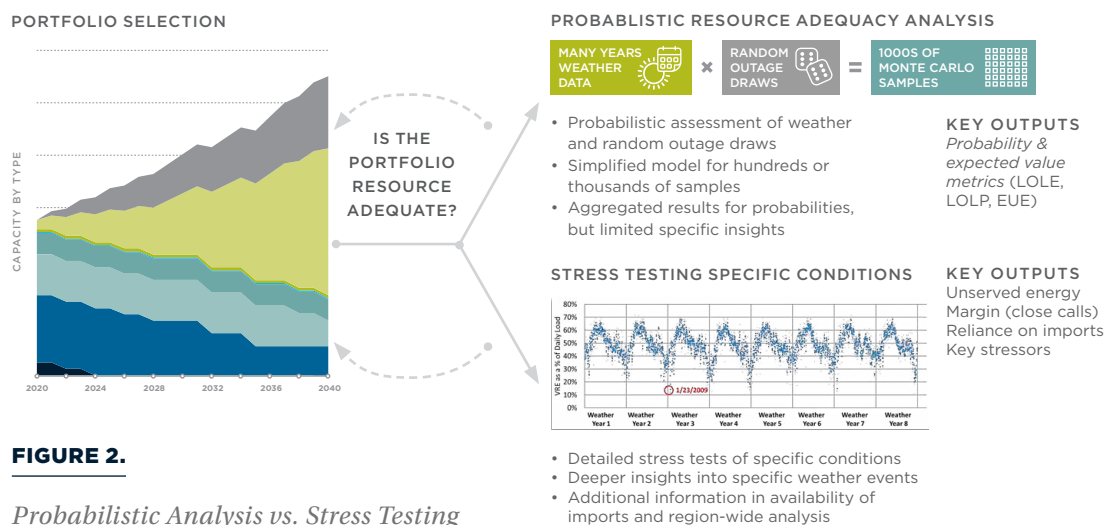 PORTFOLIO SELECTION
CAPACITY BY TYPE
2020 2024 2028 2032 2036 2040
IS THE
PORTFOLIO
RESOURCE
ADEQUATE?
FIGURE 2.
Probabilistic Analysis vs. Stress Testing
PROBABLISTIC RESOURCE ADEQUACY ANALYSIS
MANY YEARS
WEATHER
DATA
×
RANDOM
OUTAGE
DRAWS
=
1000S OF
MONTE CARLO
SAMPLES
• Probabilistic assessment of weather
and random outage draws
• Simplified model for hundreds or
thousands of samples
• Aggregated results for probabilities,
but limited specific insights
KEY OUTPUTS
Probability &
expected value
metrics (LOLE,
LOLP, EUE)
STRESS TESTING SPECIFIC CONDITIONS
VRE as a % of Daily Load
80%
70%
60%
50%
40%
30%
20%
10%
0%
1/23/2009
Weather Year 1
Weather Year 2
Weather Year 3
Weather Year 4
Weather Year 5
Weather Year 6
Weather Year 7
Weather Year 8
• Detailed stress tests of specific conditions
• Deeper insights into specific weather events
• Additional information in availability of
imports and region-wide analysis
KEY OUTPUTS
Unserved energy
Margin (close calls)
Reliance on imports
Key stressors